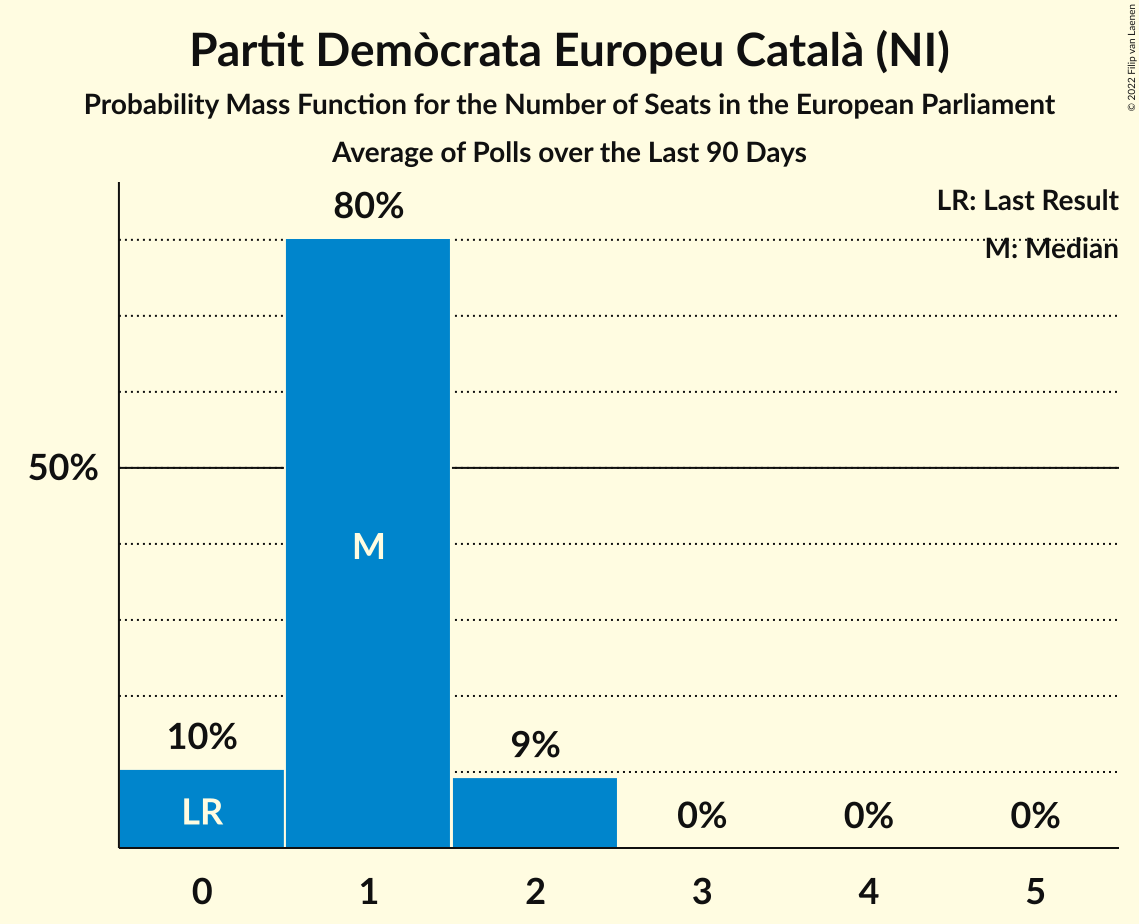 Partit Demòcrata Europeu Català (NI)
Probability Mass Function for the Number of Seats in the European Parliament
Average of Polls over the Last 90 Days
© 2022 Filip van Laenen
LR: Last Result
M: Median
80%
50%
M
10%
9%
LR
0%
0%
0%
0
1
2
3
4
5